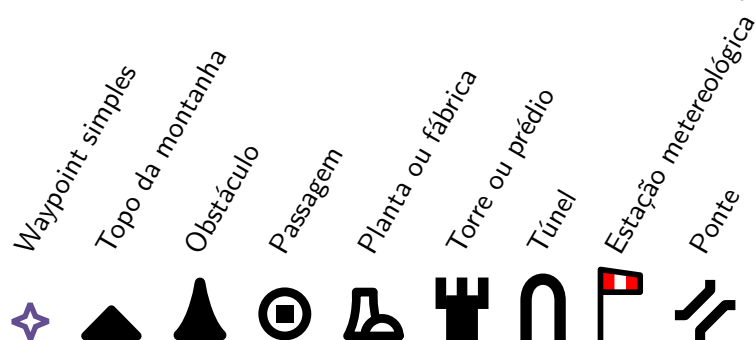 Waypoint simples
Topo da montanha
Obstáculo
Passagem
Planta ou fábrica
Torre ou prédio
Túnel
Estação metereológica
Ponte